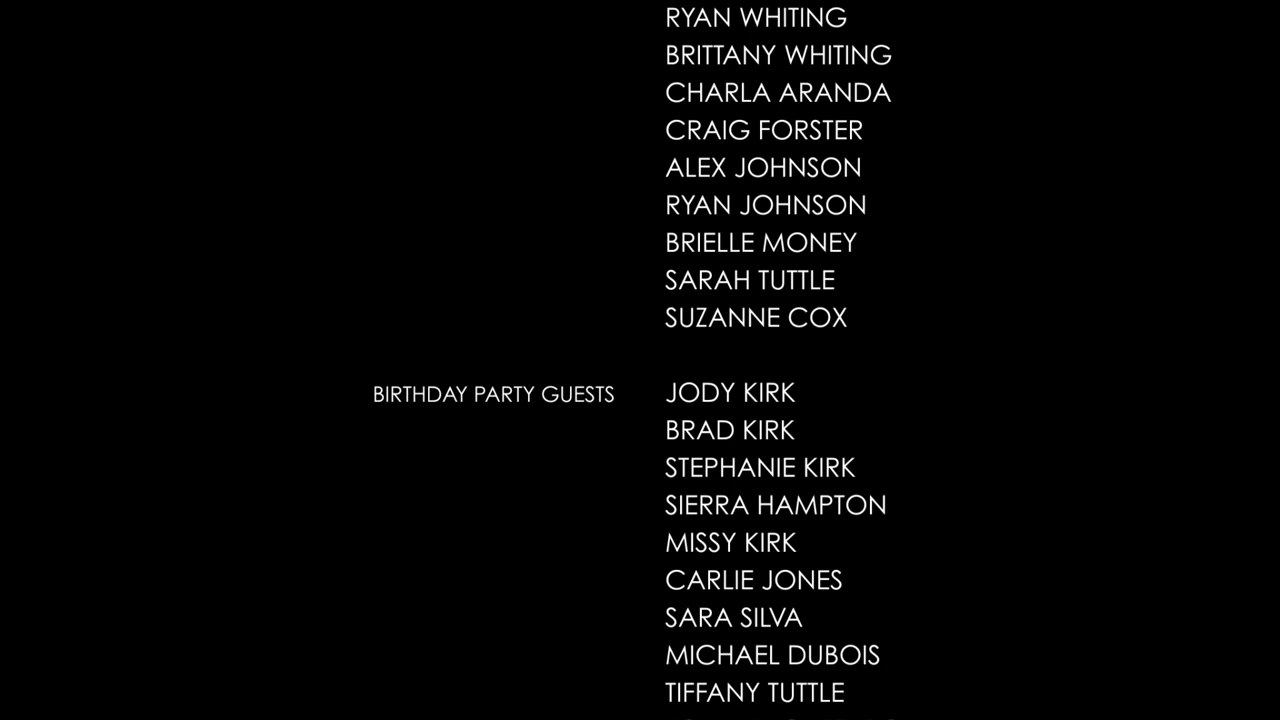 RYAN WHITING
BRITTANY WHITING
CHARLA ARANDA
CRAIG FORSTER
ALEX JOHNSON
RYAN JOHNSON
BRIELLE MONEY
SARAH TUTTLE
SUZANNE COX
BIRTHDAY PARTY GUESTS JODY KIRK
BRAD KIRK
STEPHANIE KIRK
SIERRA HAMPTON
MISSY KIRK
CARLIE JONES
SARA SILVA
MICHAEL DUBOIS
TIFFANY TUTTLE